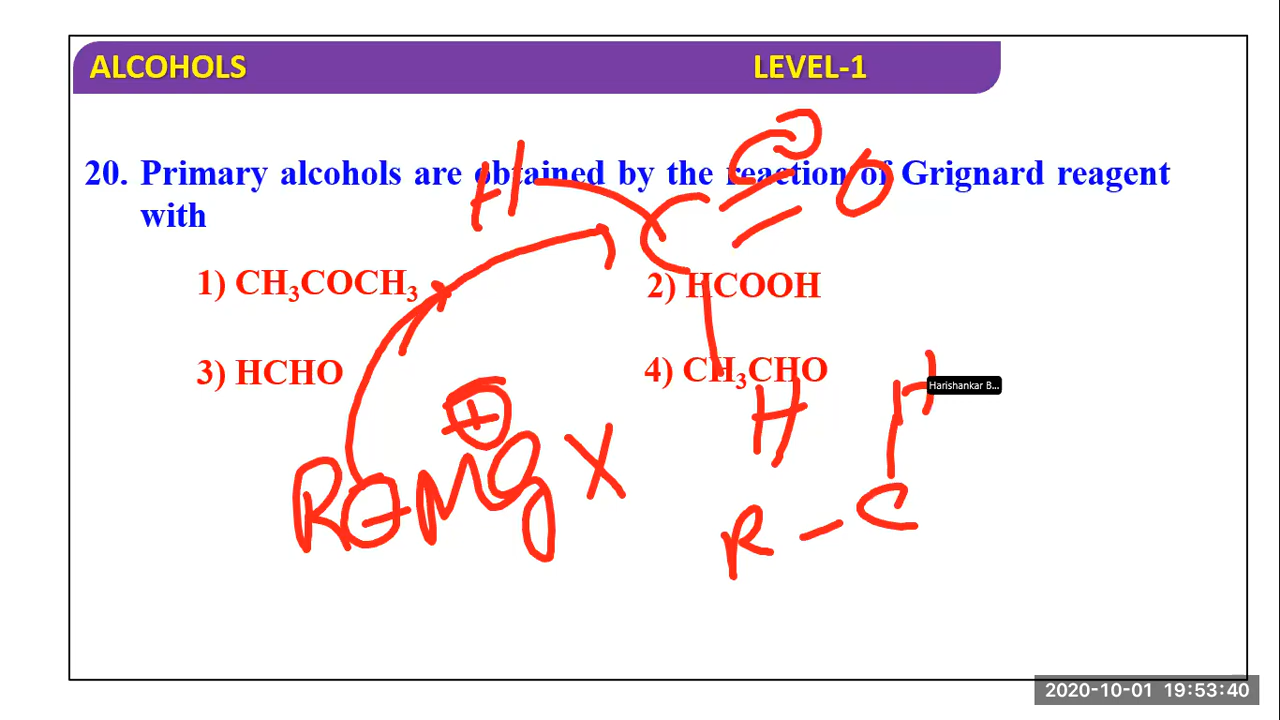 ALCOHOLS LEVEL-1
20. Primary alcohols are obtained by the reaction of Grignard reagent
with
1) CH₃COCH₃ 2) HCOOH
3) HCHO 4) CH₃CHO
H C O
H
R⊖ ⊕MgX
H
R - C
Harishankar B...
2020-10-01 19:53:40